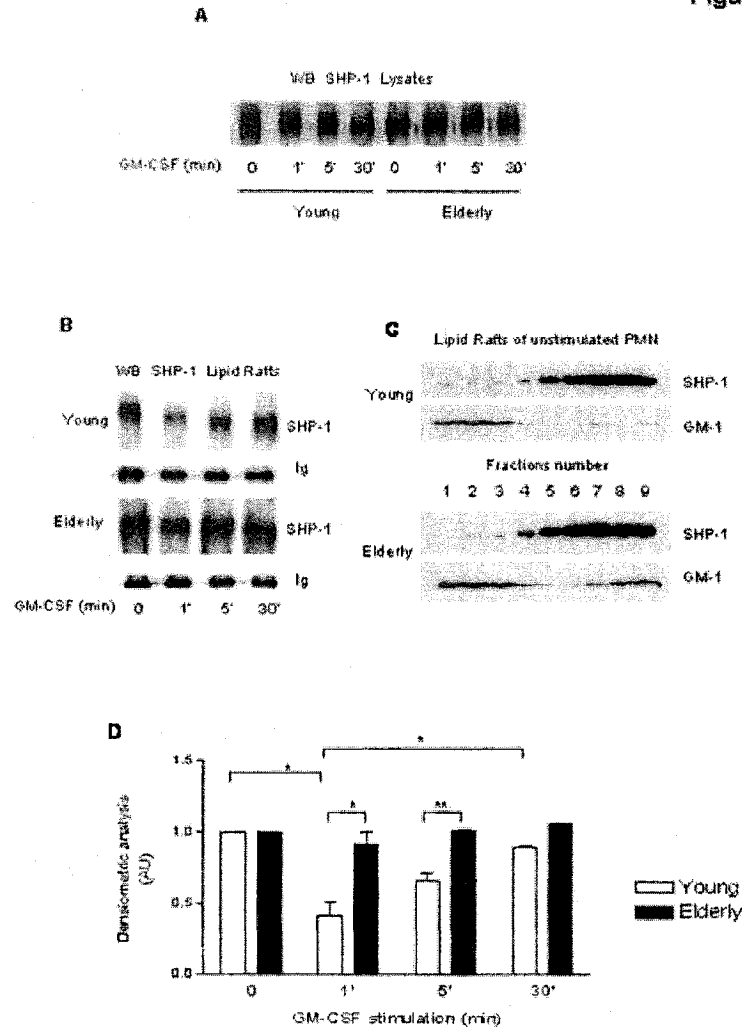 Figu
A
WB SHP-1 Lysates
GM-CSF (min) 0 1' 5' 30' 0 1' 5' 30'
Young Elderly
B
WB SHP-1 Lipid Rafts
Young SHP-1
Ig
Elderly SHP-1
Ig
GM-CSF (min) 0 1' 5' 30'
C
Lipid Rafts of unstimulated PMN
Young SHP-1
GM-1
Fractions number
1 2 3 4 5 6 7 8 9
Elderly SHP-1
GM-1
D
Densiometric analysis
(AU)
1.5
1.0
0.5
0.0
*
*
*
**
0 1' 5' 30'
GM-CSF stimulation (min)
Young
Elderly